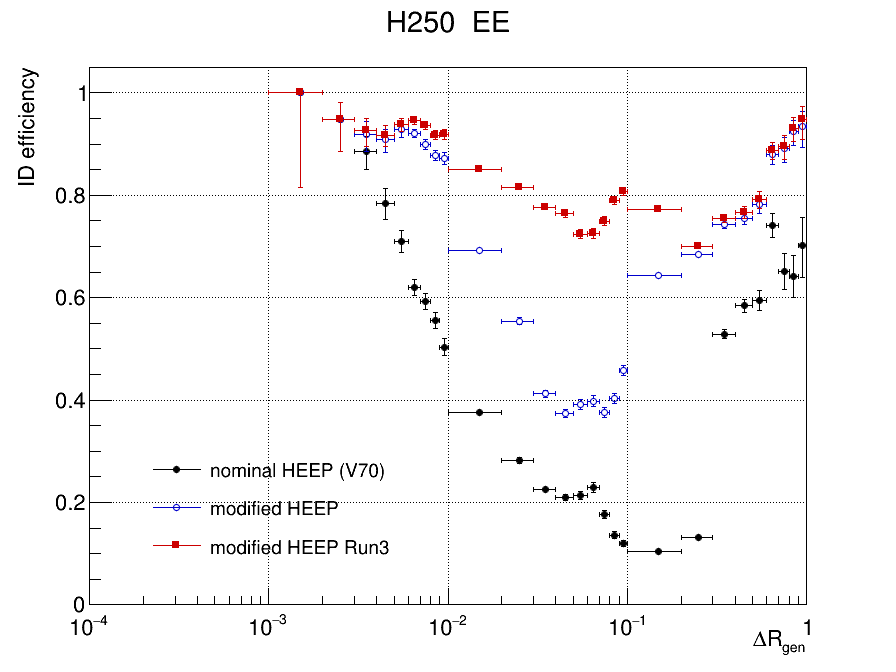 H250 EE
ID efficiency
1
0.8
0.6
0.4
0.2
0
nominal HEEP (V70)
modified HEEP
modified HEEP Run3
10⁻⁴ 10⁻³ 10⁻² 10⁻¹ 1
ΔR_gen